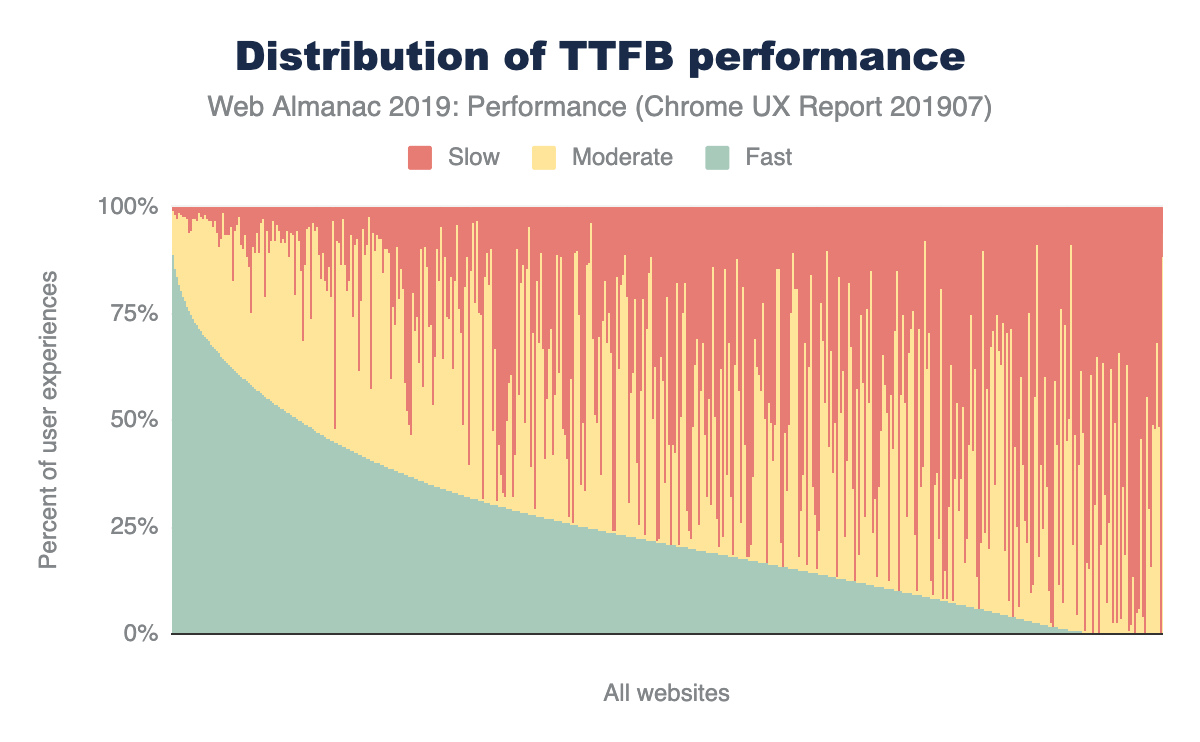 Distribution of TTFB performance
Web Almanac 2019: Performance (Chrome UX Report 201907)
Slow Moderate Fast
100%
75%
50%
25%
0%
Percent of user experiences
All websites